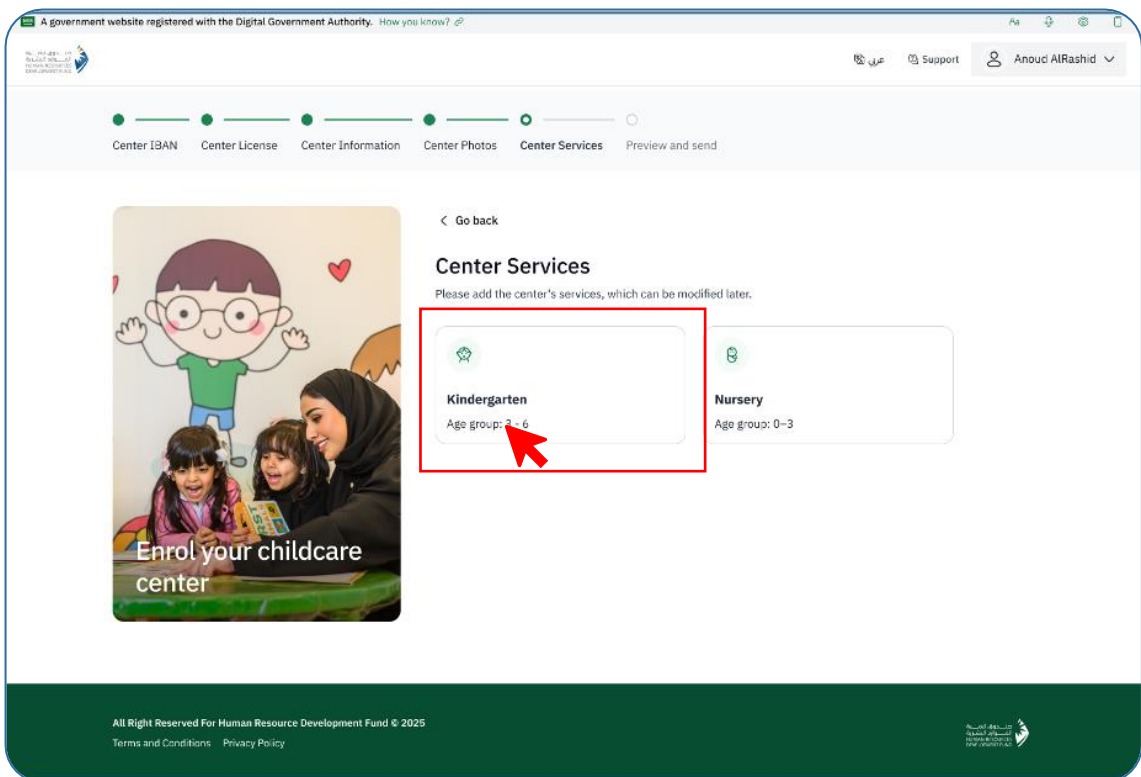 A government website registered with the Digital Government Authority. How you know?
Aa
عربي Support Anoud AlRashid
Center IBAN Center License Center Information Center Photos Center Services Preview and send
Go back
Center Services
Please add the center's services, which can be modified later.
Kindergarten
Age group: 3 - 6
Nursery
Age group: 0–3
Enrol your childcare
center
All Right Reserved For Human Resource Development Fund © 2025
Terms and Conditions Privacy Policy